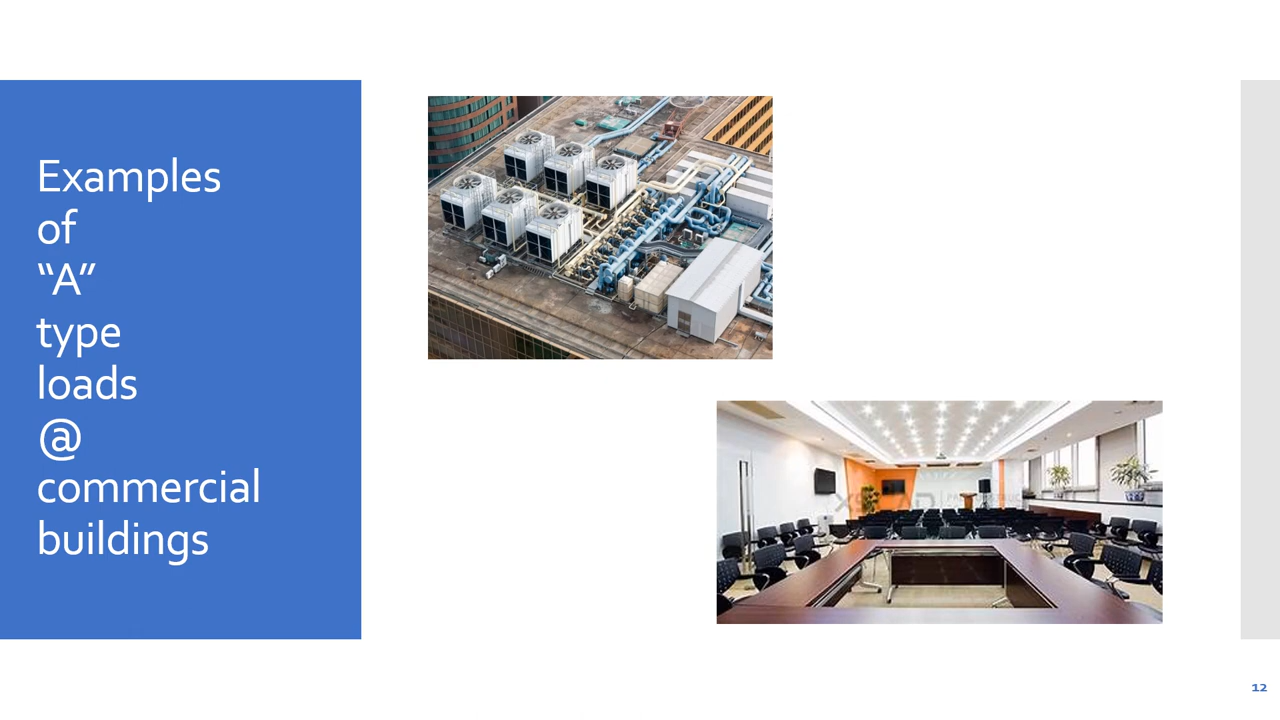 Examples
of
“A”
type
loads
@
commercial
buildings
12